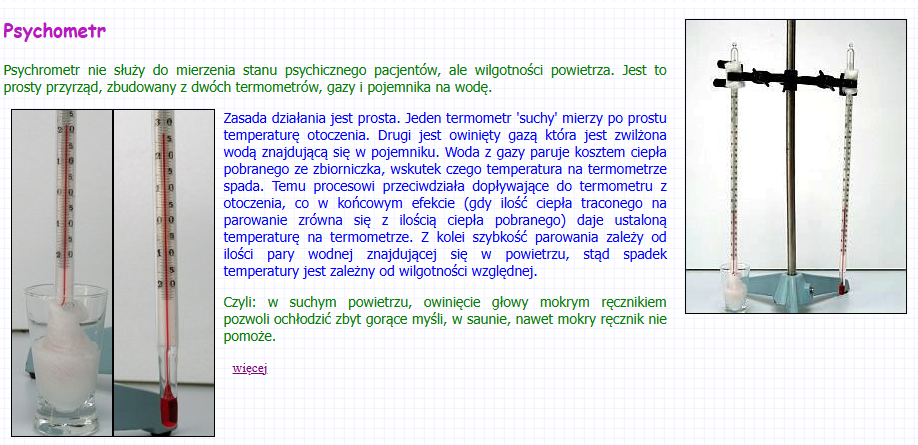 Psychometr
Psychrometr nie służy do mierzenia stanu psychicznego pacjentów, ale wilgotności powietrza. Jest to
prosty przyrząd, zbudowany z dwóch termometrów, gazy i pojemnika na wodę.
Zasada działania jest prosta. Jeden termometr 'suchy' mierzy po prostu
temperaturę otoczenia. Drugi jest owinięty gazą która jest zwilżona
wodą znajdującą się w pojemniku. Woda z gazy paruje kosztem ciepła
pobranego ze zbiorniczka, wskutek czego temperatura na termometrze
spada. Temu procesowi przeciwdziała dopływające do termometru z
otoczenia, co w końcowym efekcie (gdy ilość ciepła traconego na
parowanie zrówna się z ilością ciepła pobranego) daje ustaloną
temperaturę na termometrze. Z kolei szybkość parowania zależy od
ilości pary wodnej znajdującej się w powietrzu, stąd spadek
temperatury jest zależny od wilgotności względnej.
Czyli: w suchym powietrzu, owinięcie głowy mokrym ręcznikiem
pozwoli ochłodzić zbyt gorące myśli, w saunie, nawet mokry ręcznik nie
pomoże.
więcej